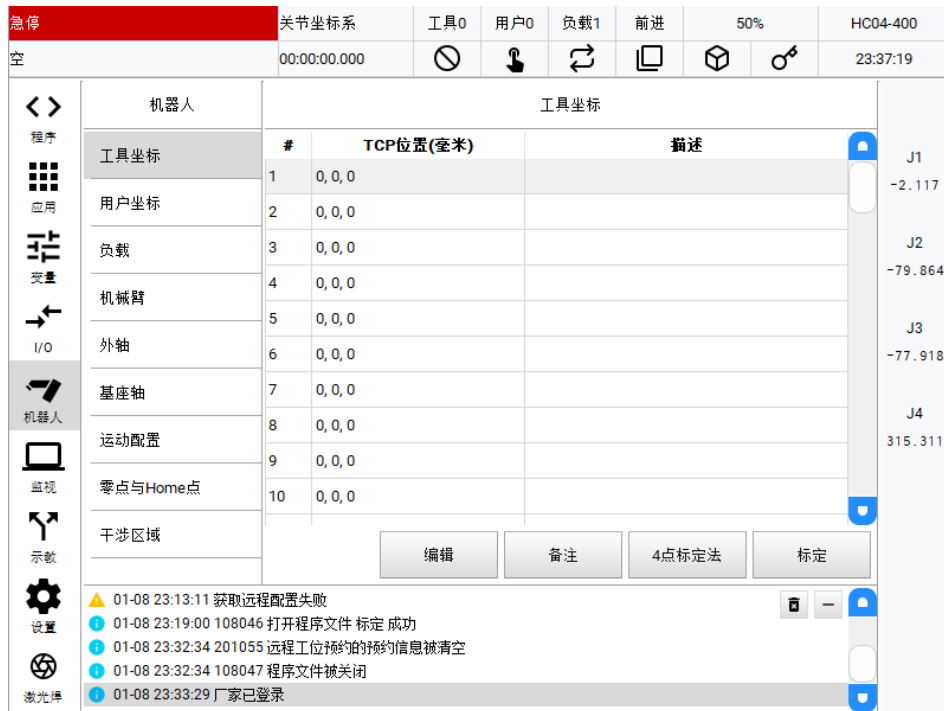 急停 关节坐标系 工具0 用户0 负载1 前进 50% HC04-400
空 00:00:00.000 23:37:19
程序
应用
变量
I/O
机器人
监视
示教
设置
激光焊
机器人
工具坐标
用户坐标
负载
机械臂
外轴
基座轴
运动配置
零点与Home点
干涉区域
工具坐标
# TCP位置(毫米) 描述
1 0, 0, 0
2 0, 0, 0
3 0, 0, 0
4 0, 0, 0
5 0, 0, 0
6 0, 0, 0
7 0, 0, 0
8 0, 0, 0
9 0, 0, 0
10 0, 0, 0
编辑 备注 4点标定法 标定
01-08 23:13:11 获取远程配置失败
01-08 23:19:00 108046 打开程序文件 标定 成功
01-08 23:32:34 201055 远程工位预约的预约信息被清空
01-08 23:32:34 108047 程序文件被关闭
01-08 23:33:29 厂家已登录
J1
-2.117
J2
-79.864
J3
-77.918
J4
315.311